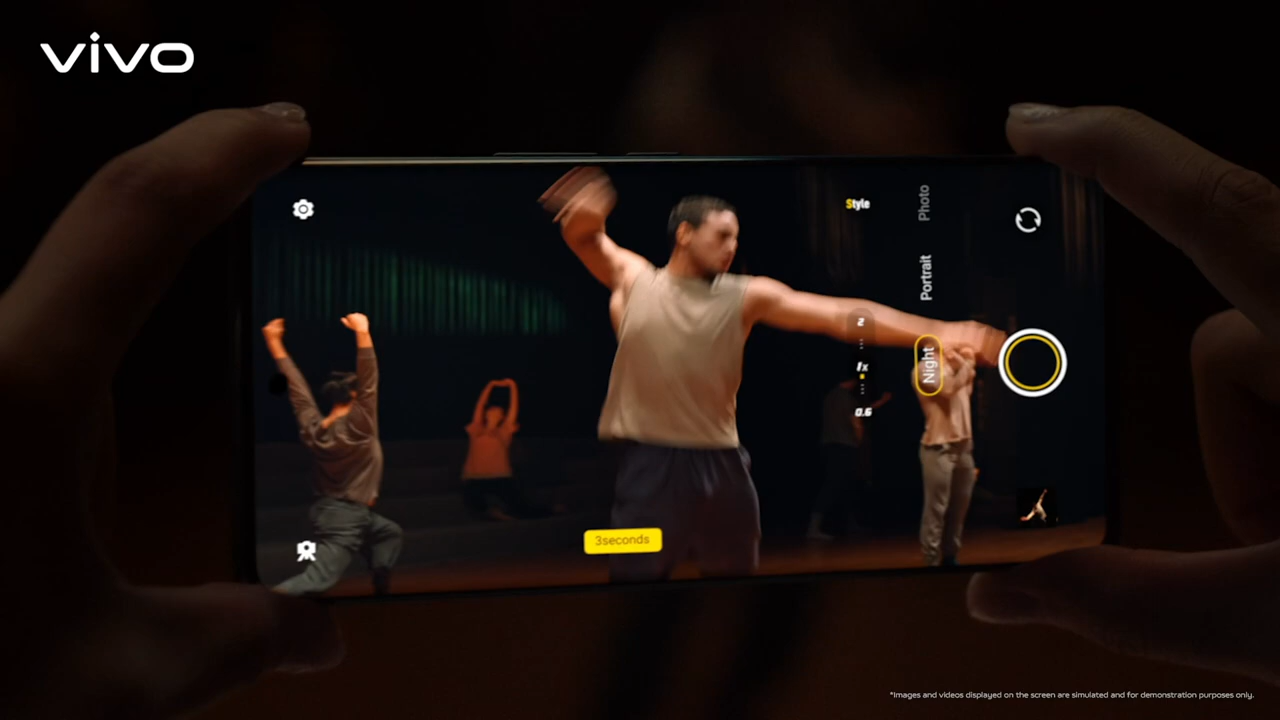 vivo
Style
Photo
Portrait
Night
2
1x
0.6
3seconds
*Images and videos displayed on the screen are simulated and for demonstration purposes only.